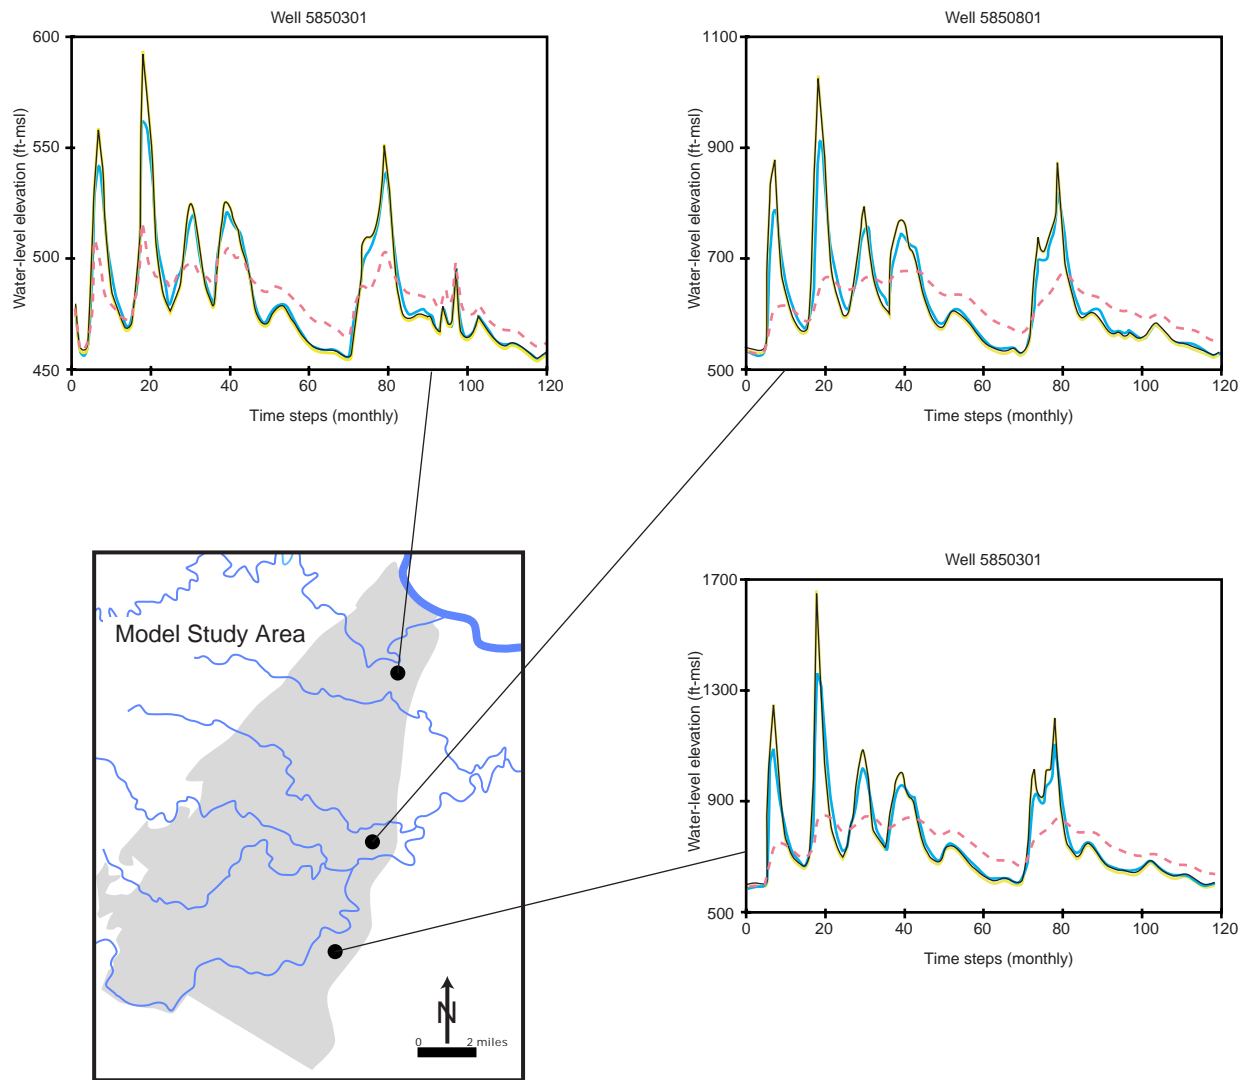 Well 5850301
600
550
500
450
Water-level elevation (ft-msl)
0 20 40 60 80 100 120
Time steps (monthly)
Well 5850801
1100
900
800
700
500
Water-level elevation (ft-msl)
0 20 40 60 80 100 120
Time steps (monthly)
Model Study Area
N
0 2 miles
Well 5850301
1700
1300
900
500
Water-level elevation (ft-msl)
0 20 40 60 80 100 120
Time steps (monthly)